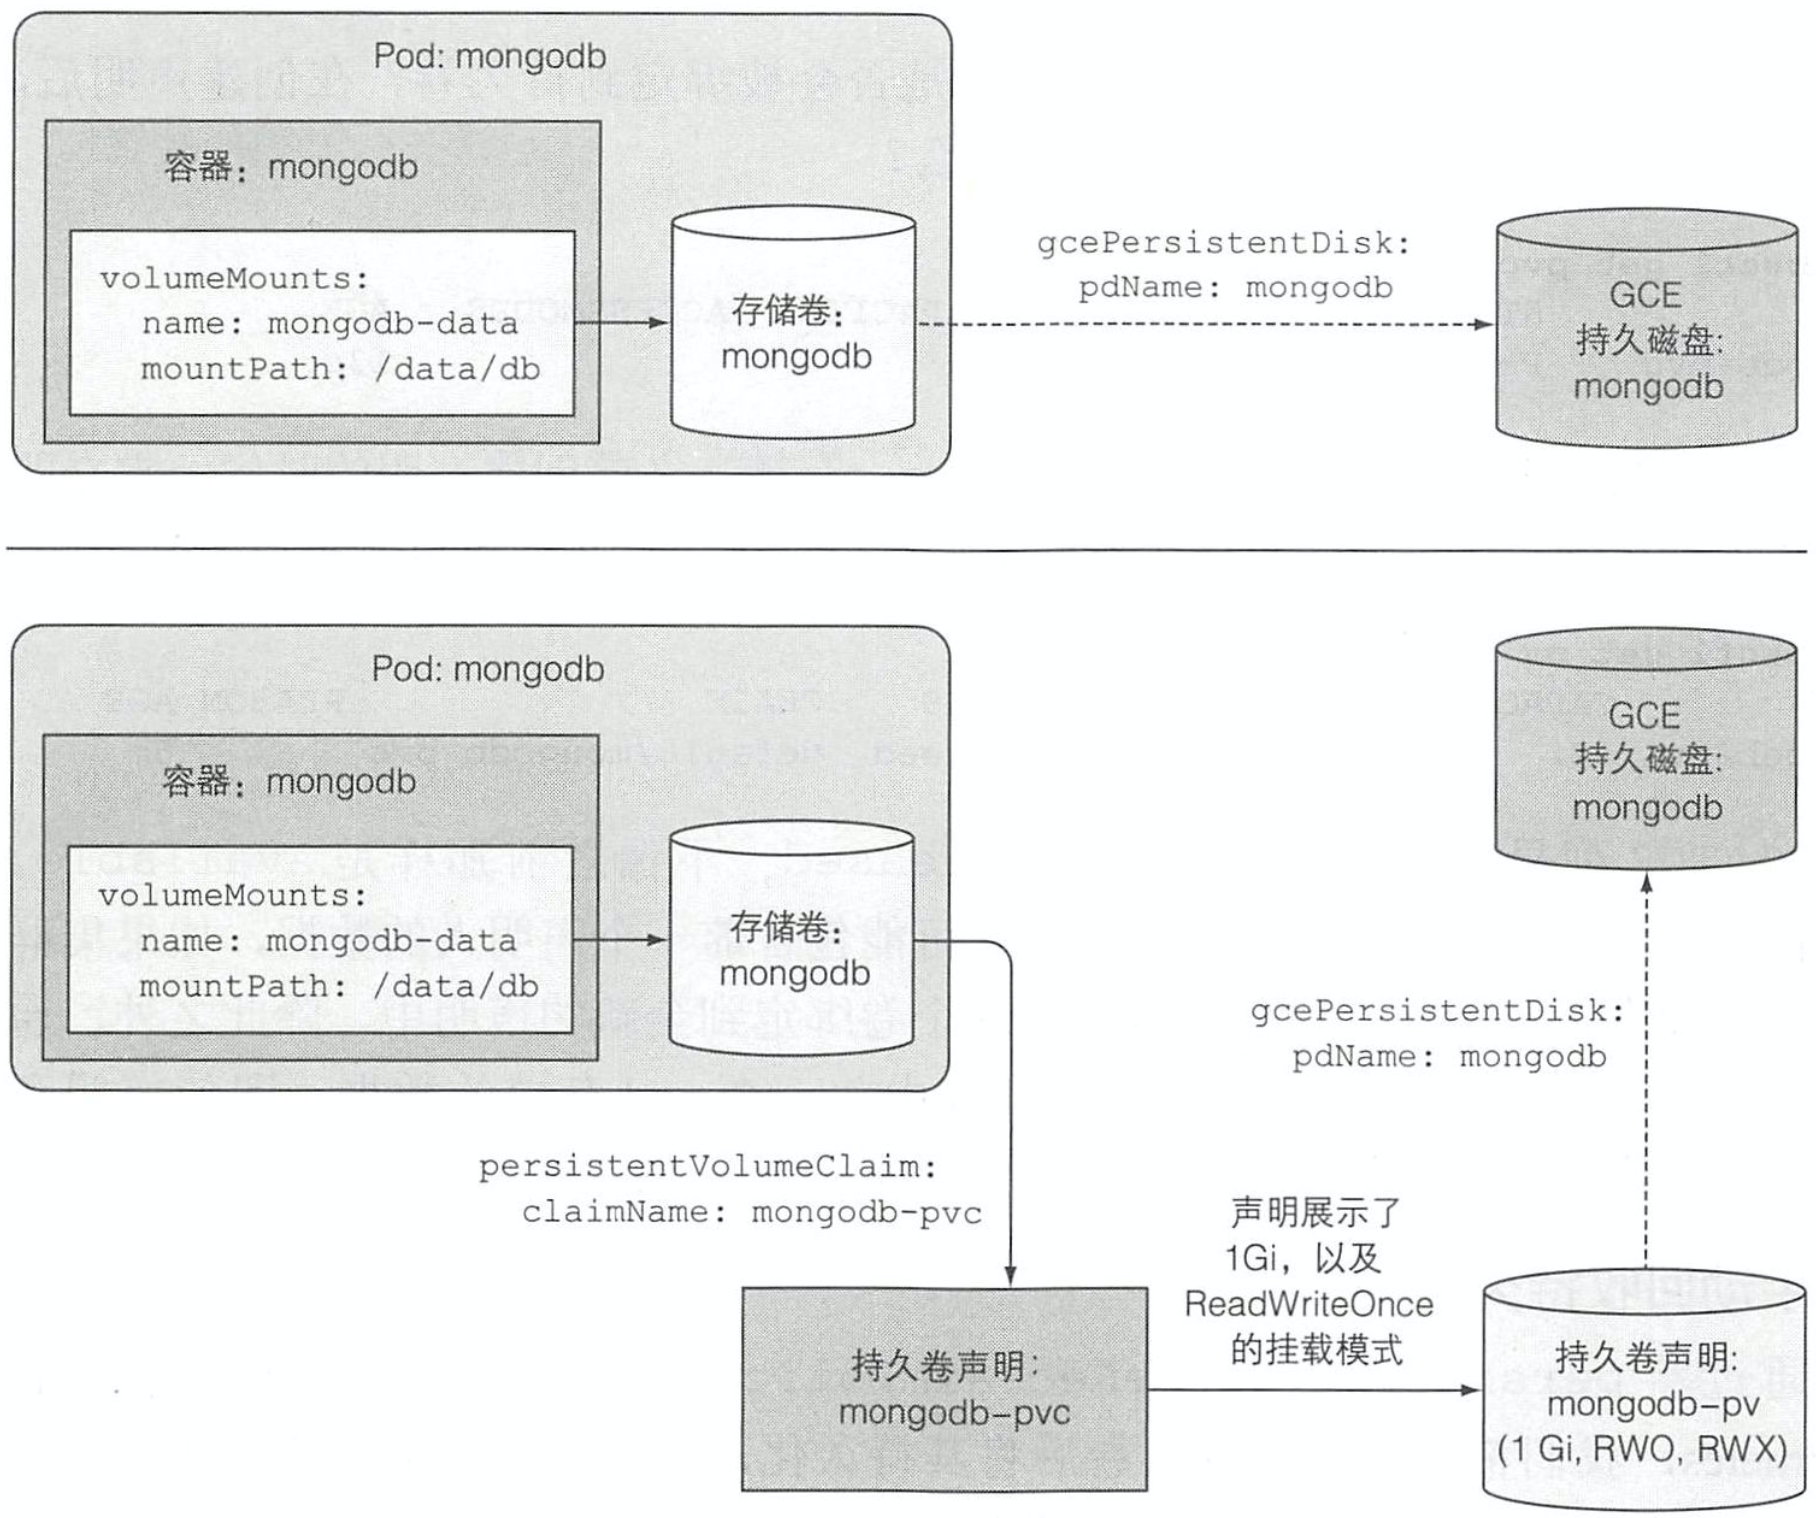 Pod: mongodb
容器：mongodb
volumeMounts:
name: mongodb-data
mountPath: /data/db
存储卷：
mongodb
gcePersistentDisk:
pdName: mongodb
GCE
持久磁盘:
mongodb
Pod: mongodb
容器：mongodb
volumeMounts:
name: mongodb-data
mountPath: /data/db
存储卷：
mongodb
GCE
持久磁盘:
mongodb
gcePersistentDisk:
pdName: mongodb
persistentVolumeClaim:
claimName: mongodb-pvc
声明展示了
1Gi，以及
ReadWriteOnce
的挂载模式
持久卷声明：
mongodb-pvc
持久卷声明:
mongodb-pv
(1 Gi, RWO, RWX)